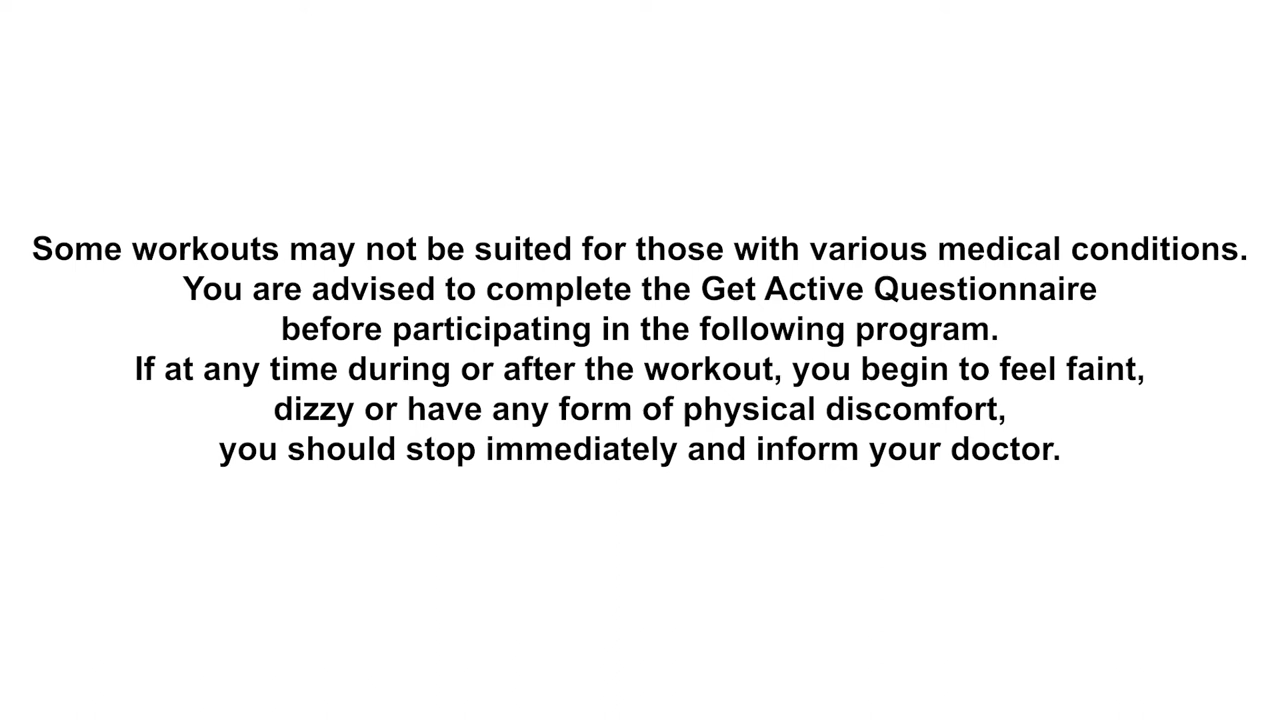 Some workouts may not be suited for those with various medical conditions.
You are advised to complete the Get Active Questionnaire
before participating in the following program.
If at any time during or after the workout, you begin to feel faint,
dizzy or have any form of physical discomfort,
you should stop immediately and inform your doctor.